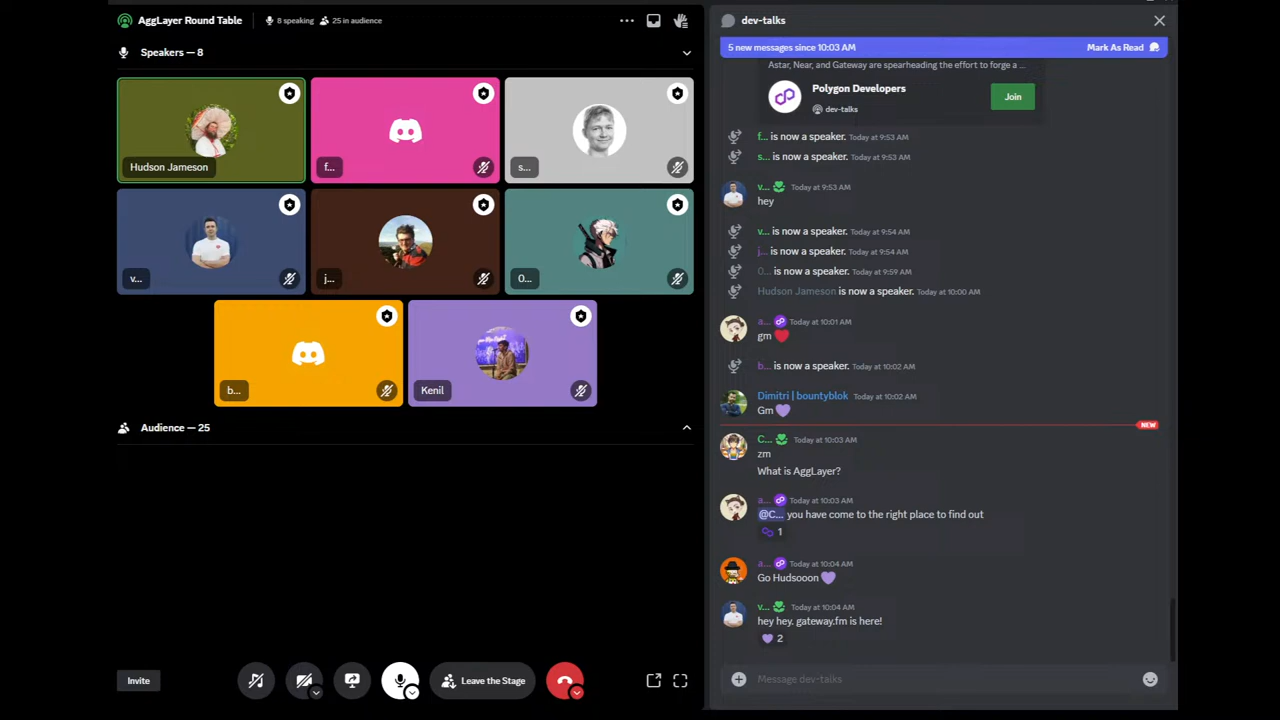 AggLayer Round Table
8 speaking
25 in audience
Speakers — 8
Hudson Jameson
f...
s...
v...
j...
0...
b...
Kenil
Audience — 25
Invite
Leave the Stage
dev-talks
5 new messages since 10:03 AM
Mark As Read
Astar, Near, and Gateway are spearheading the effort to forge a ...
Polygon Developers
dev-talks
Join
f... is now a speaker. Today at 9:53 AM
s... is now a speaker. Today at 9:53 AM
v... Today at 9:53 AM
hey
v... is now a speaker. Today at 9:54 AM
j... is now a speaker. Today at 9:54 AM
0... is now a speaker. Today at 9:59 AM
Hudson Jameson is now a speaker. Today at 10:00 AM
a... Today at 10:01 AM
gm
b... is now a speaker. Today at 10:02 AM
Dimitri | bountyblok Today at 10:02 AM
Gm
NEW
C... Today at 10:03 AM
zm
What is AggLayer?
a... Today at 10:03 AM
@C... you have come to the right place to find out
1
a... Today at 10:04 AM
Go Hudsooon
v... Today at 10:04 AM
hey hey. gateway.fm is here!
2
Message dev-talks